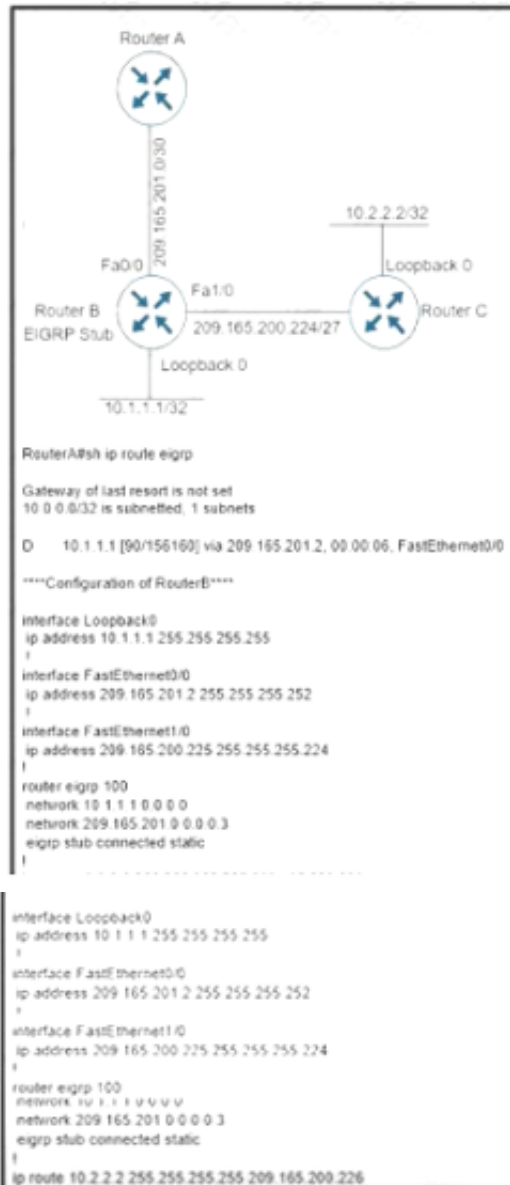 Router A
209.165.201.0/30
10.2.2.2/32
Fa0/0
Loopback 0
Fa1/0
Router B
EIGRP Stub
Router C
209.165.200.224/27
Loopback 0
10.1.1.1/32
RouterA#sh ip route eigrp
Gateway of last resort is not set
10.0.0.0/32 is subnetted, 1 subnets
D 10.1.1.1 [90/156160] via 209.165.201.2, 00:00:06, FastEthernet0/0
****Configuration of RouterB****
interface Loopback0
ip address 10.1.1.1 255.255.255.255
!
interface FastEthernet0/0
ip address 209.165.201.2 255.255.255.252
!
interface FastEthernet1/0
ip address 209.165.200.225 255.255.255.224
!
router eigrp 100
network 10.1.1.1 0.0.0.0
network 209.165.201.0 0.0.0.3
eigrp stub connected static
!
interface Loopback0
ip address 10.1.1.1 255.255.255.255
!
interface FastEthernet0/0
ip address 209.165.201.2 255.255.255.252
!
interface FastEthernet1/0
ip address 209.165.200.225 255.255.255.224
!
router eigrp 100
network 10.1.1.1 0.0.0.0
network 209.165.201.0 0.0.0.3
eigrp stub connected static
!
ip route 10.2.2.2 255.255.255.255 209.165.200.226